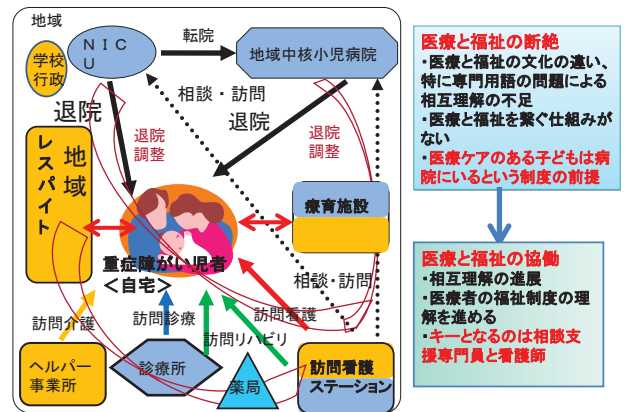 地域
NIC
U
転院
地域中核小児病院
学校
行政
相談・訪問
退院
退院
退院
調整
退院
調整
地域
レスパイト
療育施設
重症障がい児者
＜自宅＞
相談・訪問
訪問介護
訪問診療
訪問看護
訪問リハビリ
ヘルパー
事業所
診療所
薬局
訪問看護
ステーション
医療と福祉の断絶
・医療と福祉の文化の違い、
特に専門用語の問題による
相互理解の不足
・医療と福祉を繋ぐ仕組みが
ない
・医療ケアのある子どもは病
院にいるという制度の前提
医療と福祉の協働
・相互理解の進展
・医療者の福祉制度の理
解を進める
・キーとなるのは相談支
援専門員と看護師